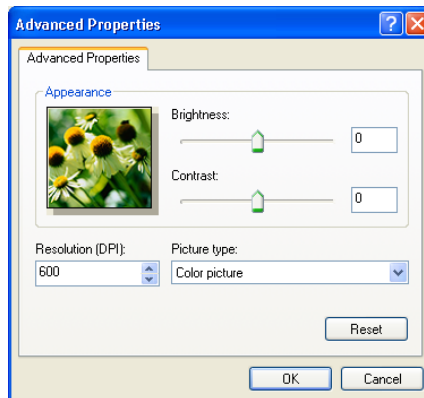 Advanced Properties
Advanced Properties
Appearance
Brightness:
0
Contrast:
0
Resolution (DPI):
Picture type:
600
Color picture
Reset
OK
Cancel